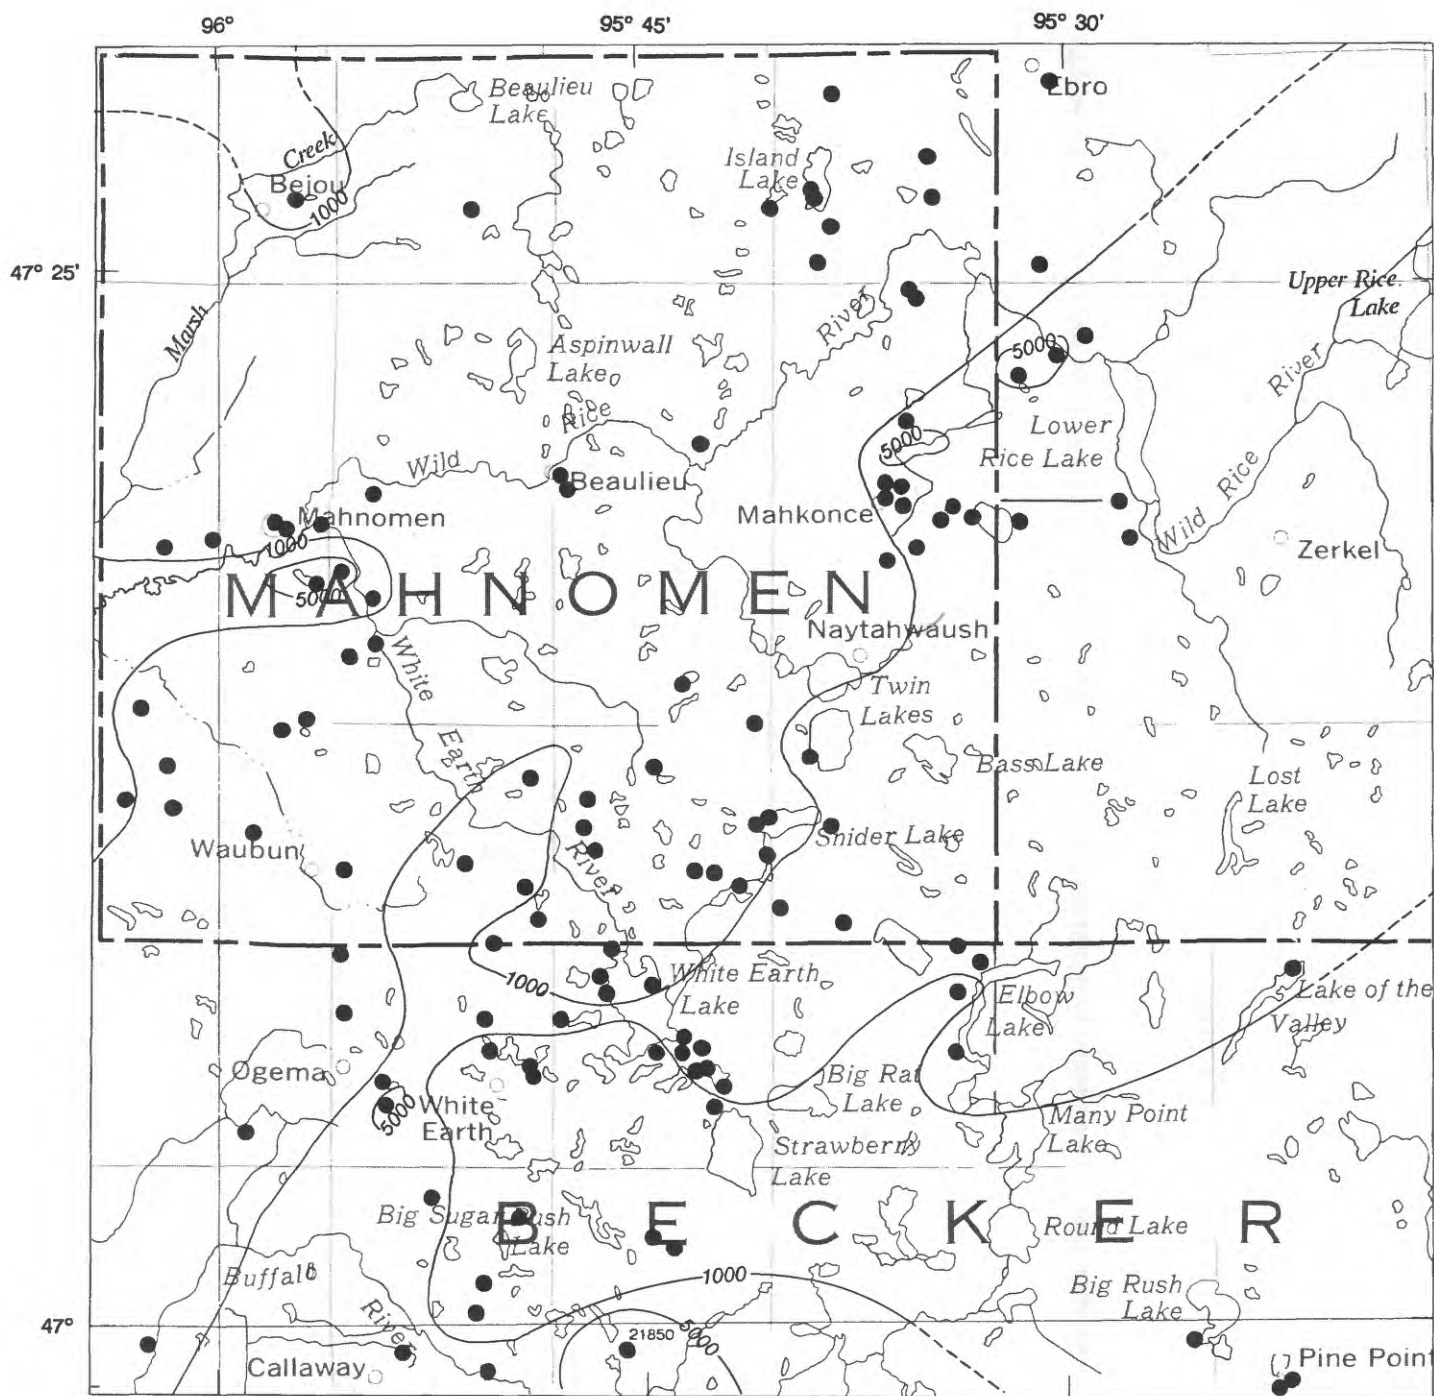 96°
95° 45'
95° 30'
Beaulieu
Lake
Ebro
Creek
Island
Lake
Bejou
1000
47° 25'
Upper Rice
Lake
River
Marsh
Aspinwall
Lake
5000
River
Rice
Lower
Rice Lake
5000
Wild
Beaulieu
Wild Rice
Mahnomen
Mahkonce
Zerkel
1000
5000
MAHNOMEN
Naytahwaush
White
Twin
Lakes
Earth
Bass Lake
Lost
Lake
Snider Lake
Waubun
River
White Earth
Lake
1000
Elbow
Lake
Lake of the
Valley
Ogema
Big Rat
Lake
White
Earth
5000
Many Point
Lake
Strawberry
Lake
Big Sugar Bush
Lake
BECKER
Round Lake
Buffalo
1000
Big Rush
Lake
River
47°
21850
5000
Callaway
Pine Point